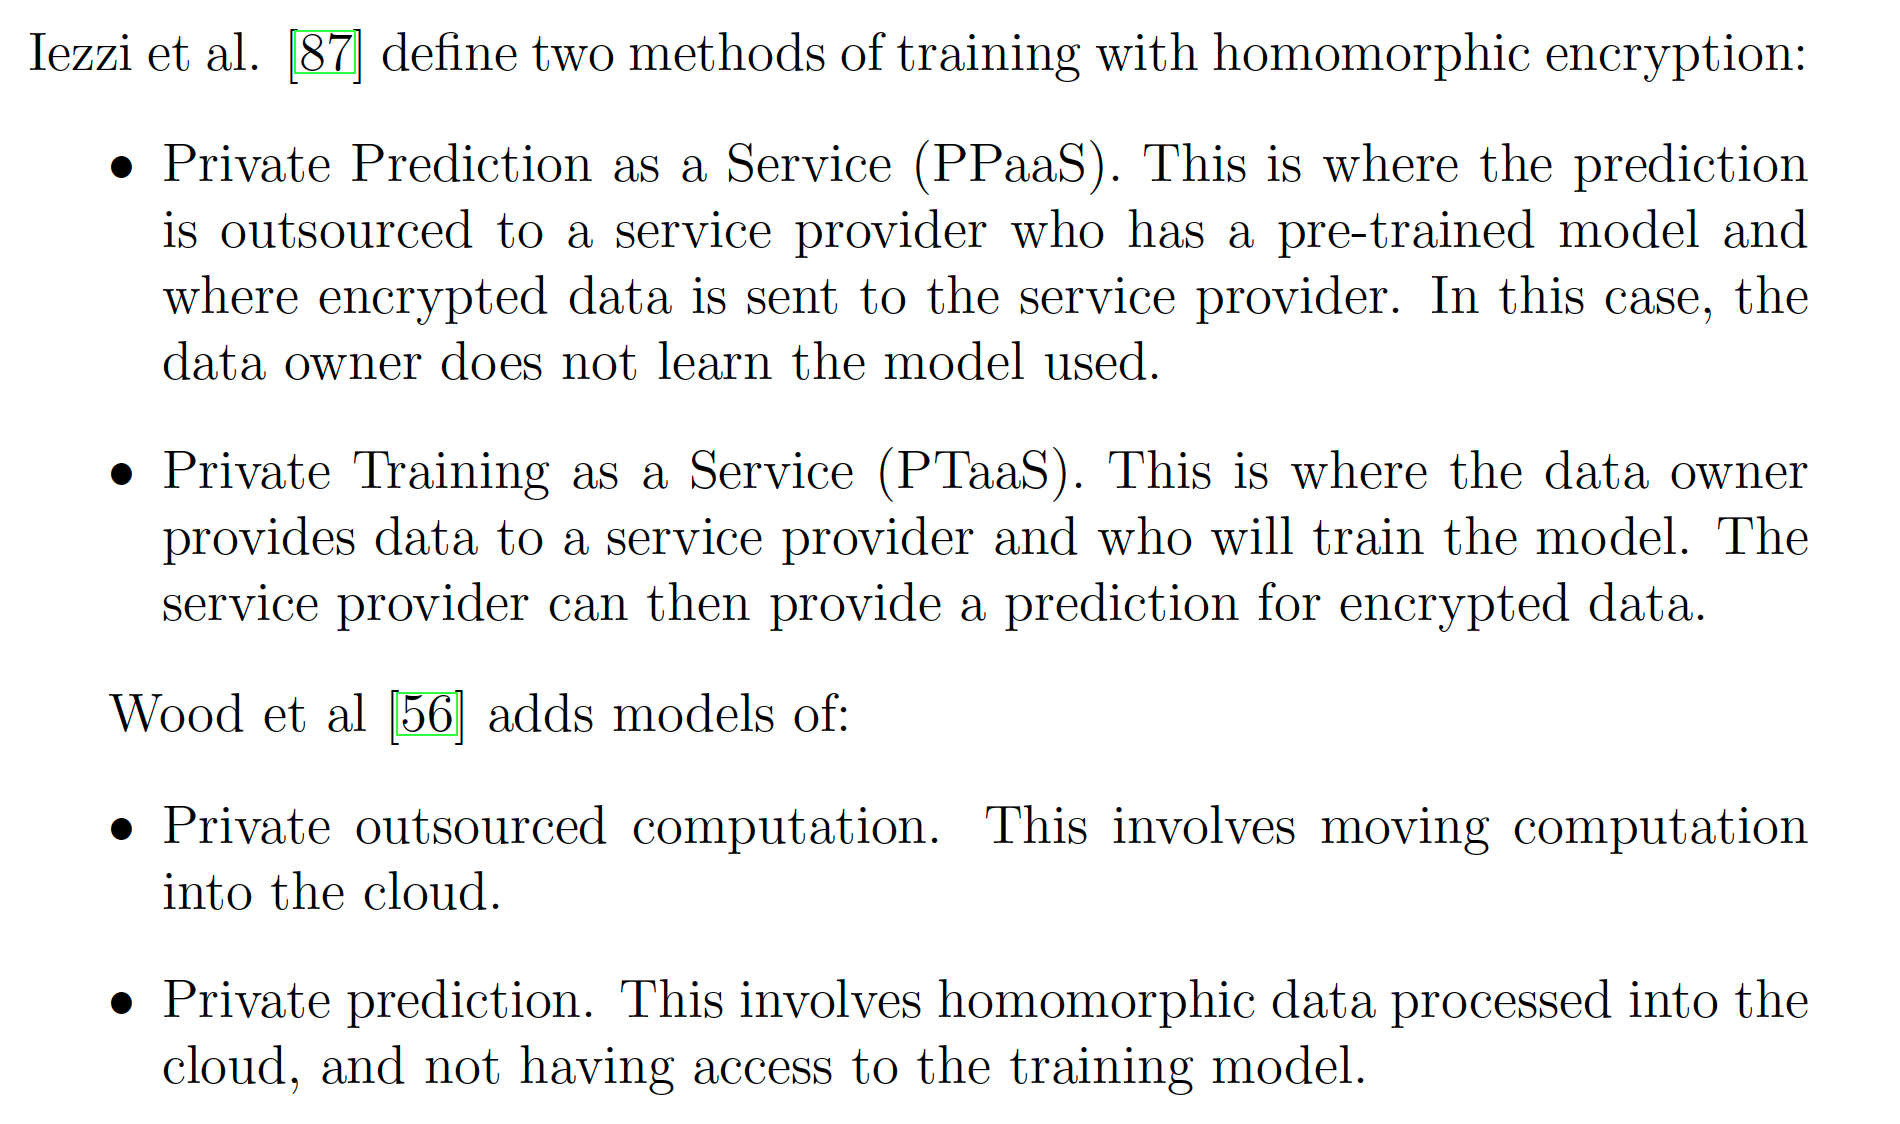 Iezzi et al. [87] define two methods of training with homomorphic encryption:
• Private Prediction as a Service (PPaaS). This is where the prediction
is outsourced to a service provider who has a pre-trained model and
where encrypted data is sent to the service provider. In this case, the
data owner does not learn the model used.
• Private Training as a Service (PTaaS). This is where the data owner
provides data to a service provider and who will train the model. The
service provider can then provide a prediction for encrypted data.
Wood et al [56] adds models of:
• Private outsourced computation. This involves moving computation
into the cloud.
• Private prediction. This involves homomorphic data processed into the
cloud, and not having access to the training model.